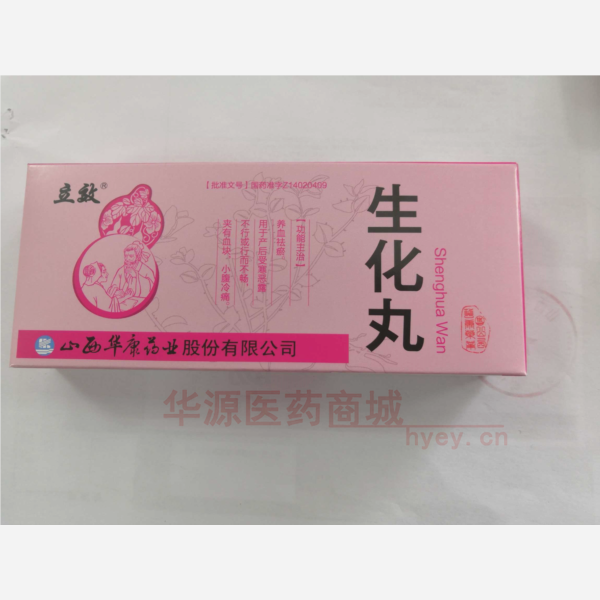 立效®
【批准文号】国药准字Z14020409
生化丸
Shenghua Wan
【功能主治】
养血祛瘀。
用于产后受寒恶露
不行或行而不畅,
夹有血块、小腹冷痛。
山西华康药业股份有限公司
华源医药商城
hyey.cn